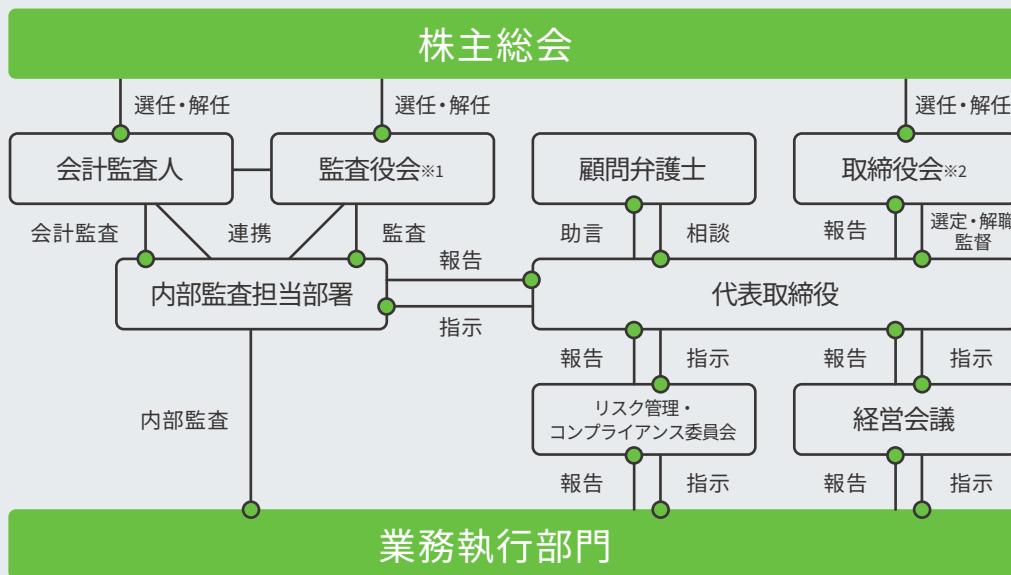 株主総会
選任・解任
選任・解任
選任・解任
会計監査人
監査役会※1
顧問弁護士
取締役会※2
会計監査
連携
監査
助言
相談
報告
選定・解職
監督
報告
内部監査担当部署
代表取締役
指示
報告
指示
報告
指示
内部監査
リスク管理・
コンプライアンス委員会
経営会議
報告
指示
報告
指示
業務執行部門